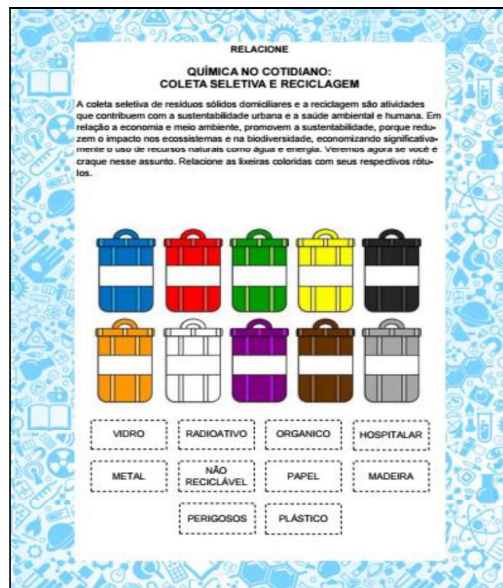 RELACIONE
QUÍMICA NO COTIDIANO:
COLETA SELETIVA E RECICLAGEM
A coleta seletiva de resíduos sólidos domiciliares e a reciclagem são atividades
que contribuem com a sustentabilidade urbana e a saúde ambiental e humana. Em
relação a economia e meio ambiente, promovem a sustentabilidade, porque redu-
zem o impacto nos ecossistemas e na biodiversidade, economizando significativa-
mente o uso de recursos naturais como água e energia. Veremos agora se você é
craque nesse assunto. Relacione as lixeiras coloridas com seus respectivos rótu-
los.
VIDRO
RADIOATIVO
ORGANICO
HOSPITALAR
METAL
NÃO
RECICLÁVEL
PAPEL
MADEIRA
PERIGOSOS
PLÁSTICO